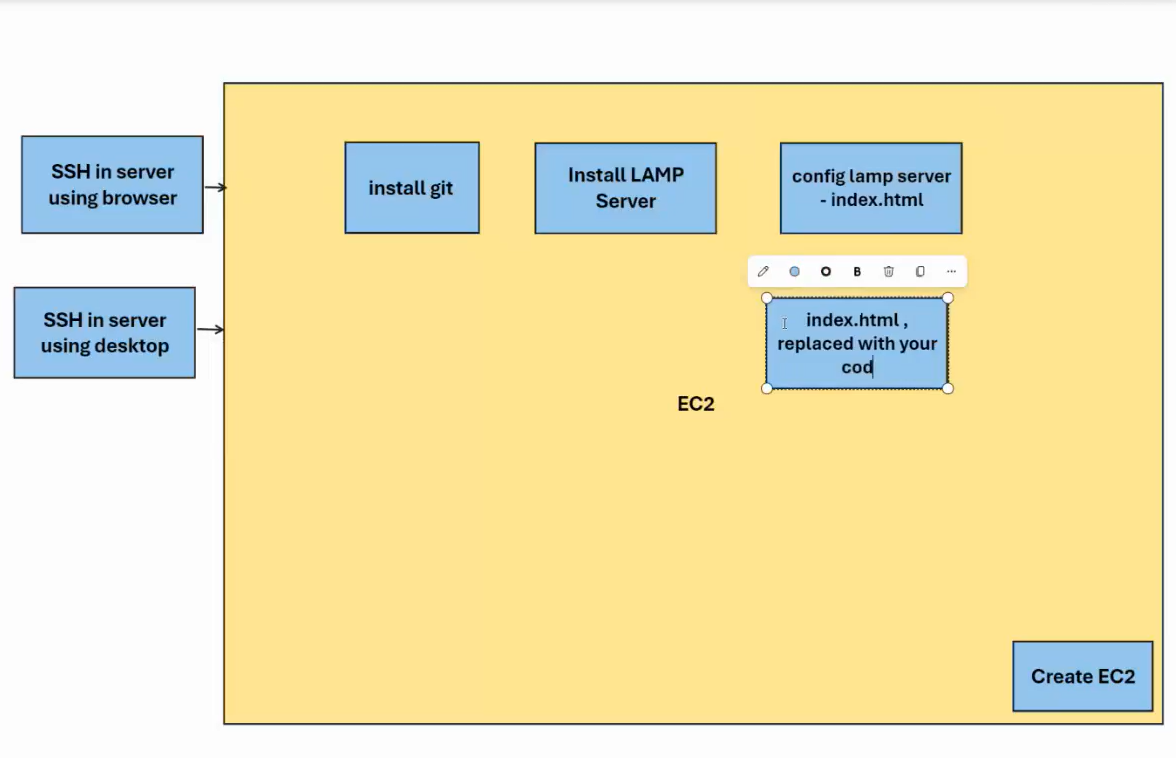 SSH in server
using browser
install git
Install LAMP
Server
config lamp server
- index.html
B
SSH in server
using desktop
index.html ,
replaced with your
cod
EC2
Create EC2